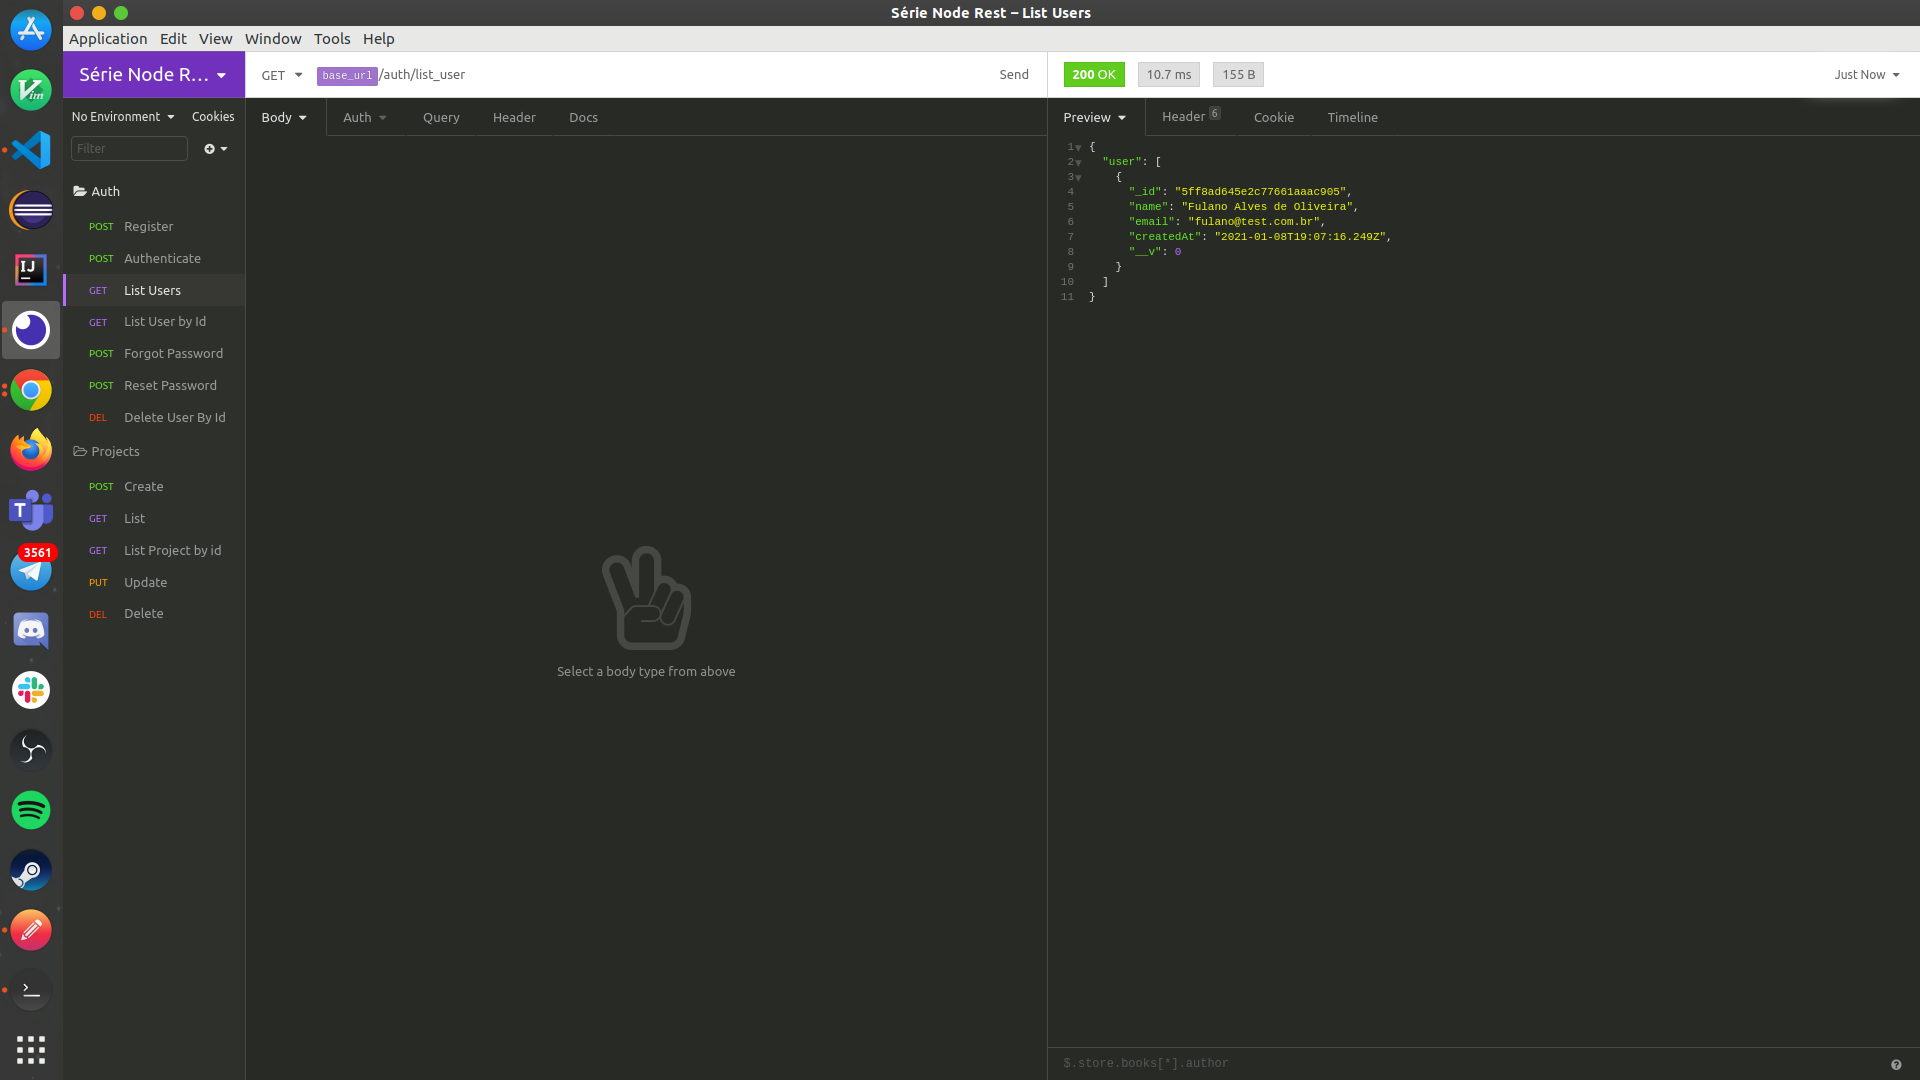 Série Node Rest – List Users
Application Edit View Window Tools Help
Série Node R...
GET base_url/auth/list_user Send
200 OK 10.7 ms 155 B Just Now
No Environment Cookies
Filter
Auth
POST Register
POST Authenticate
GET List Users
GET List User by Id
POST Forgot Password
POST Reset Password
DEL Delete User By Id
Projects
POST Create
GET List
GET List Project by id
PUT Update
DEL Delete
Body Auth Query Header Docs
Select a body type from above
Preview Header 6 Cookie Timeline
1 {
2 "user": [
3 {
4 "_id": "5ff8ad645e2c77661aaac905",
5 "name": "Fulano Alves de Oliveira",
6 "email": "fulano@test.com.br",
7 "createdAt": "2021-01-08T19:07:16.249Z",
8 "__v": 0
9 }
10 ]
11 }
$.store.books[*].author
Vim
IJ
T
3561